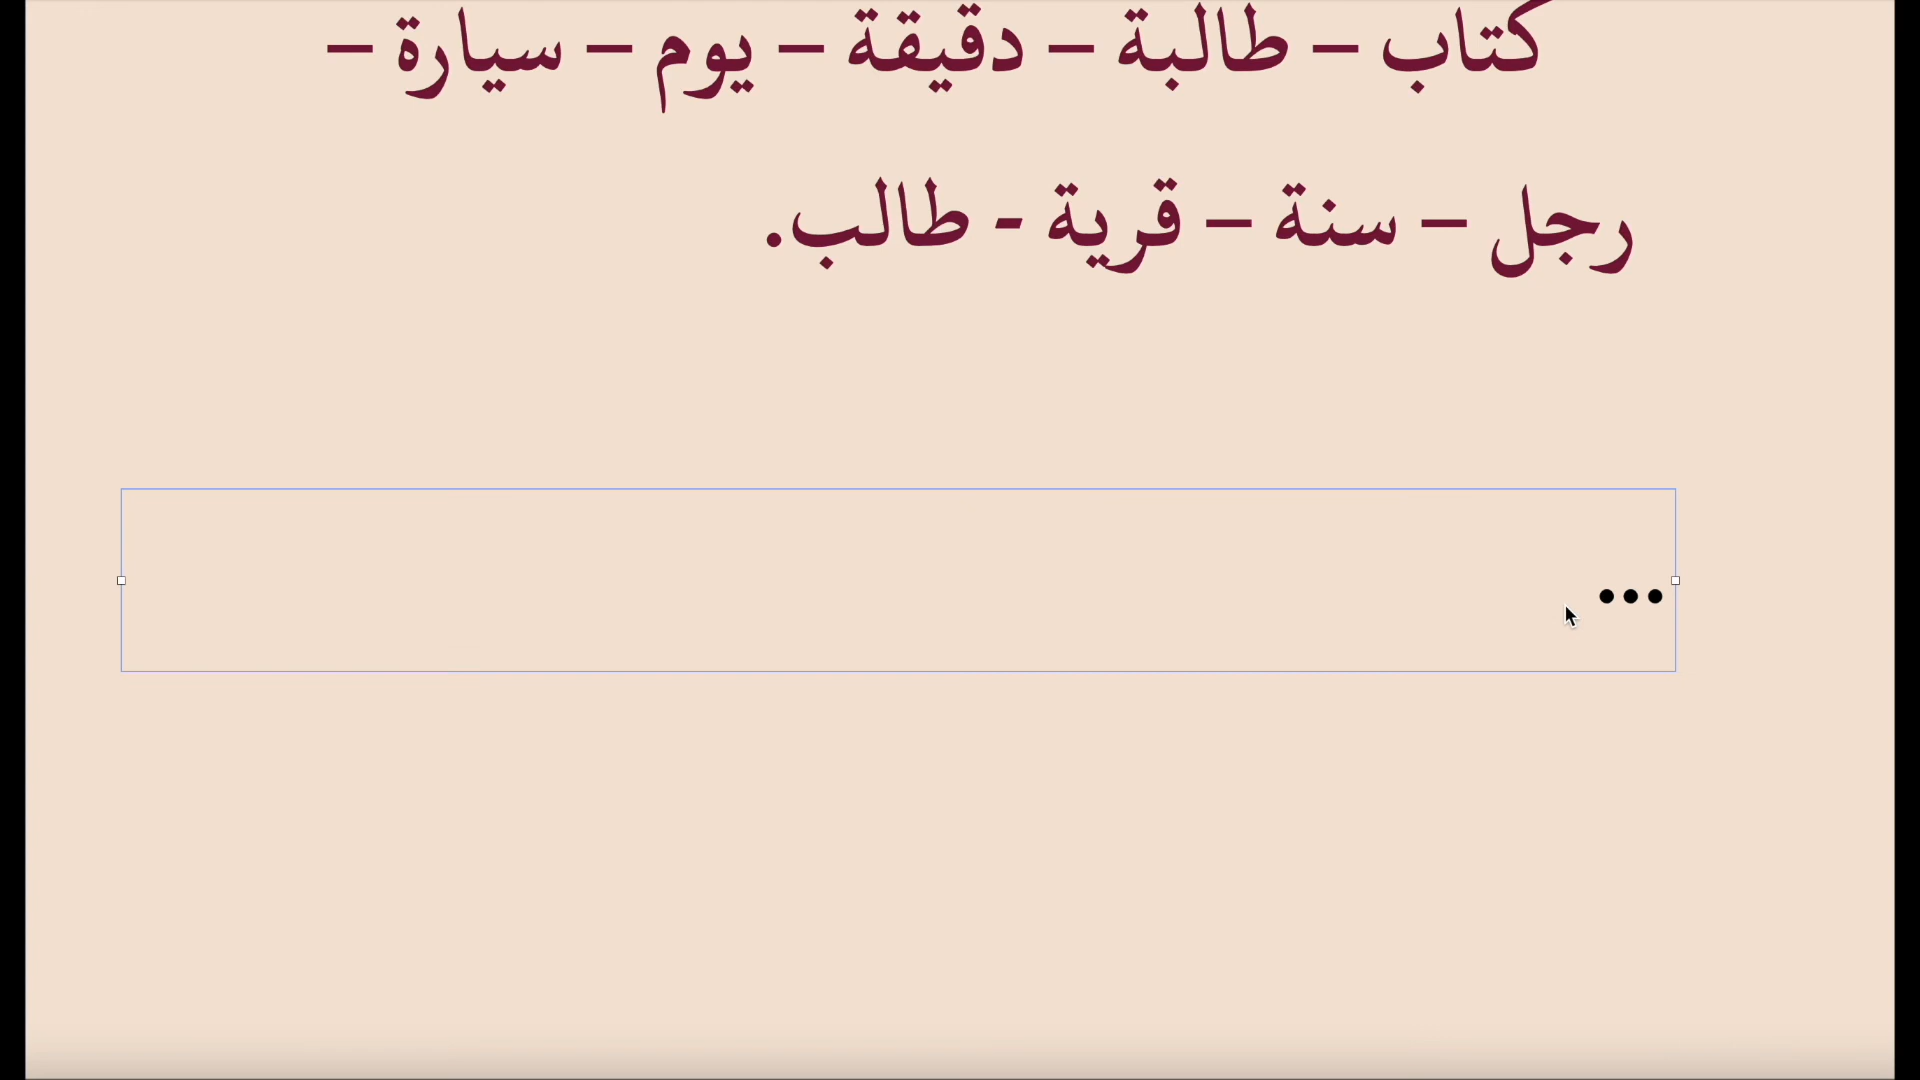 كتاب – طالبة – دقيقة – يوم – سيارة –
رجل – سنة – قرية - طالب.
...